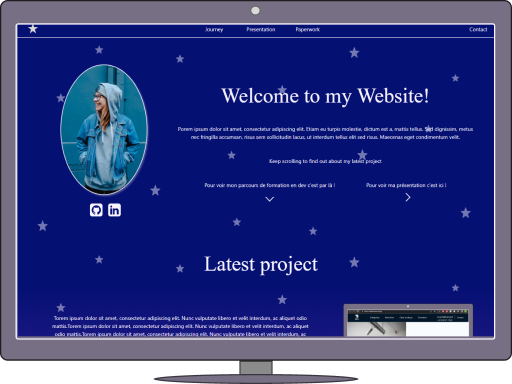 Journey
Presentation
Paperwork
Contact
Welcome to my Website!
Porem ipsum dolor sit amet, consectetur adipiscing elit. Etiam eu turpis molestie, dictum est a, mattis tellus. Sed dignissim, metus
nec fringilla accumsan, risus sem sollicitudin lacus, ut interdum tellus elit sed risus. Maecenas eget condimentum velit.
Keep scrolling to find out about my latest project
Pour voir mon parcours de formation en dev c'est par là !
Pour voir ma présentation c'est ici !
in
Latest project
Torem ipsum dolor sit amet, consectetur adipiscing elit. Nunc vulputate libero et velit interdum, ac aliquet odio
mattis.Torem ipsum dolor sit amet, consectetur adipiscing elit. Nunc vulputate libero et velit interdum, ac
aliquet odio mattis.Torem ipsum dolor sit amet, consectetur adipiscing elit. Nunc vulputate libero et velit